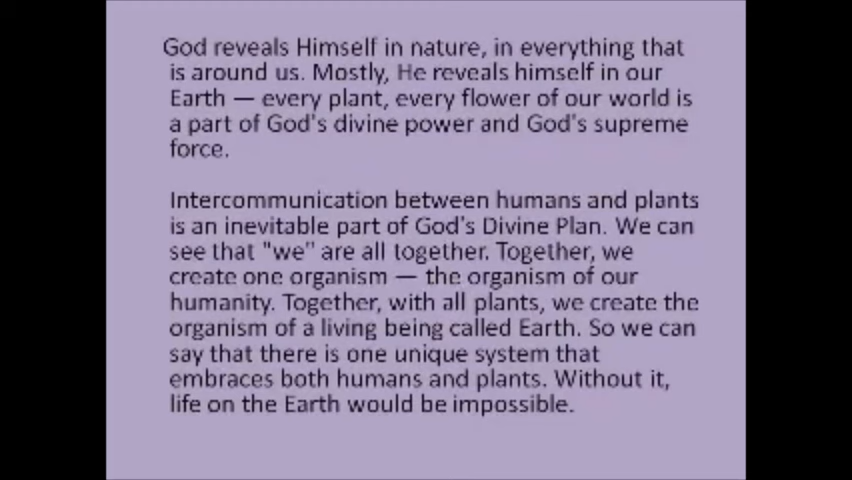 God reveals Himself in nature, in everything that
is around us. Mostly, He reveals himself in our
Earth — every plant, every flower of our world is
a part of God's divine power and God's supreme
force.
Intercommunication between humans and plants
is an inevitable part of God's Divine Plan. We can
see that "we" are all together. Together, we
create one organism — the organism of our
humanity. Together, with all plants, we create the
organism of a living being called Earth. So we can
say that there is one unique system that
embraces both humans and plants. Without it,
life on the Earth would be impossible.